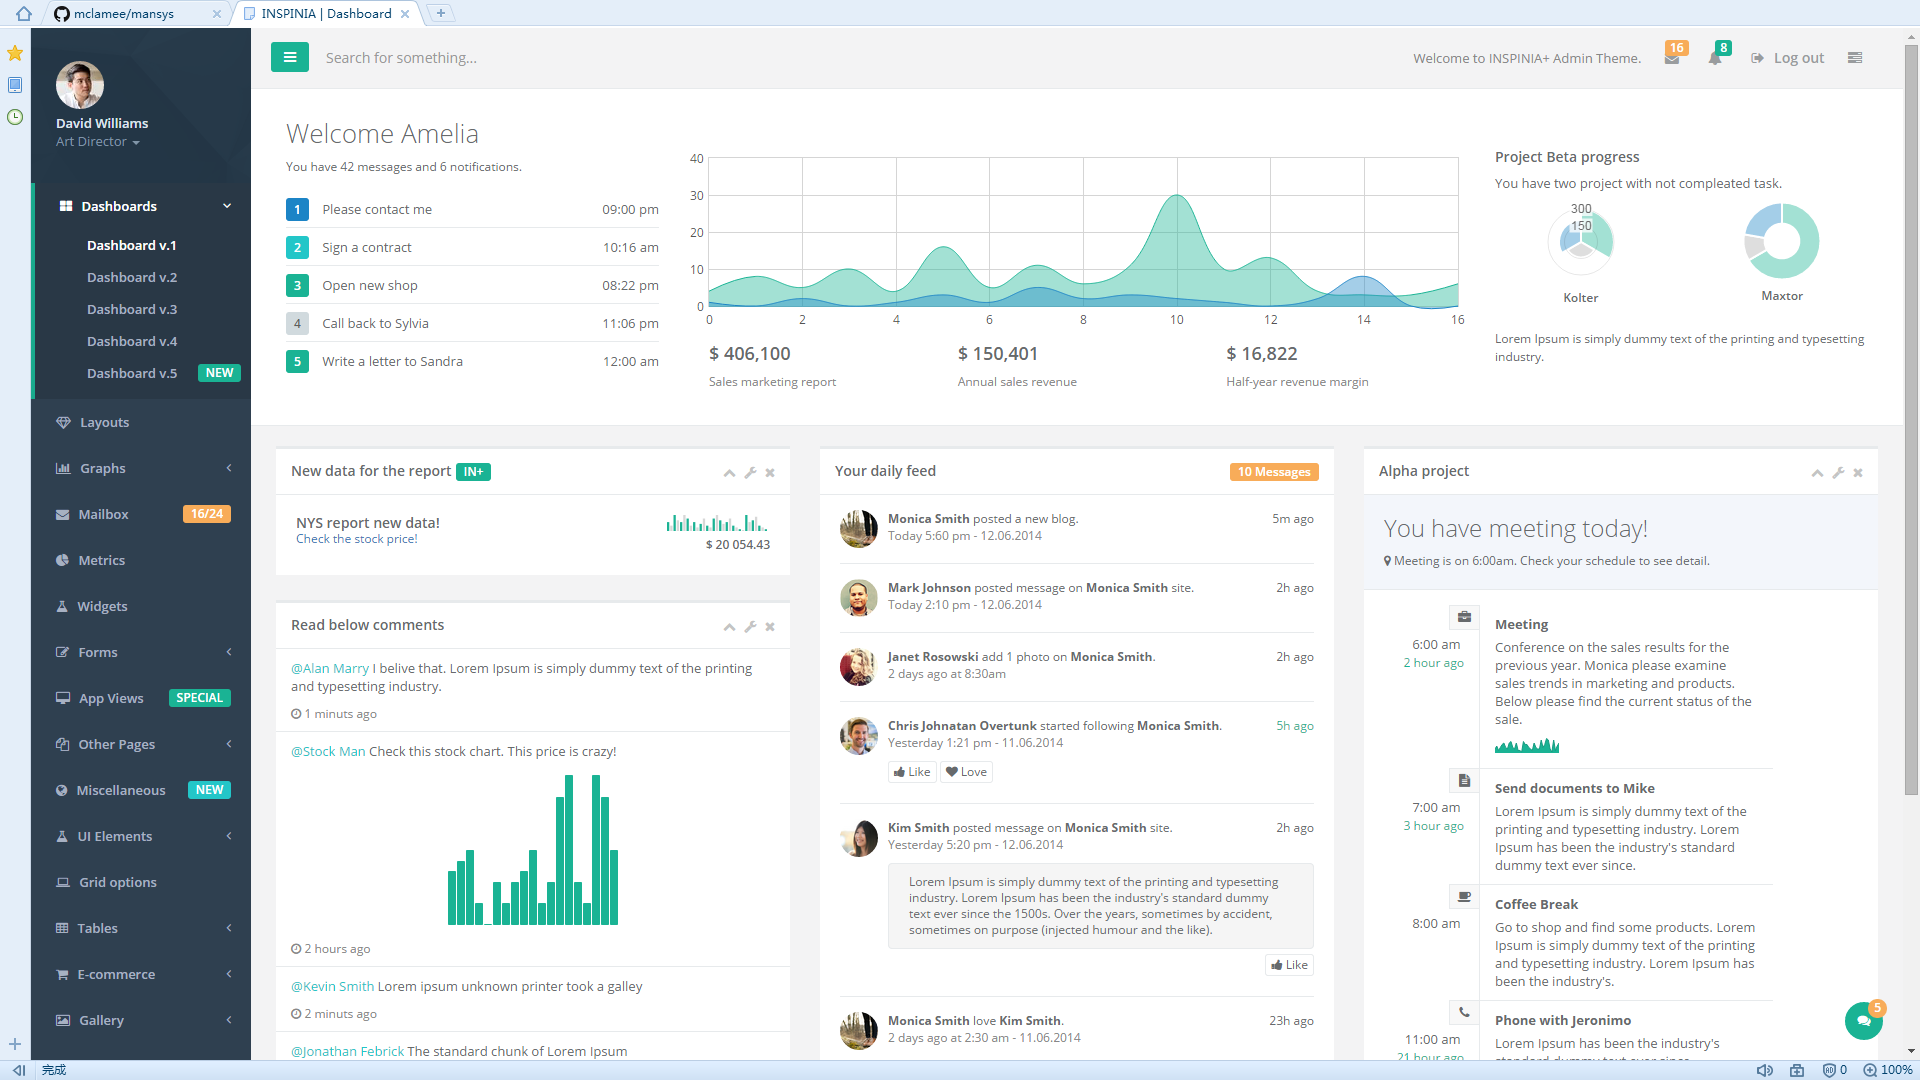 mclamee/mansys
INSPINIA | Dashboard
David Williams
Art Director
Dashboards
Dashboard v.1
Dashboard v.2
Dashboard v.3
Dashboard v.4
Dashboard v.5 NEW
Layouts
Graphs
Mailbox 16/24
Metrics
Widgets
Forms
App Views SPECIAL
Other Pages
Miscellaneous NEW
UI Elements
Grid options
Tables
E-commerce
Gallery
Search for something...
Welcome to INSPINIA+ Admin Theme.
16
8
Log out
Welcome Amelia
You have 42 messages and 6 notifications.
1 Please contact me 09:00 pm
2 Sign a contract 10:16 am
3 Open new shop 08:22 pm
4 Call back to Sylvia 11:06 pm
5 Write a letter to Sandra 12:00 am
40
30
20
10
0
0 2 4 6 8 10 12 14 16
$ 406,100
Sales marketing report
$ 150,401
Annual sales revenue
$ 16,822
Half-year revenue margin
Project Beta progress
You have two project with not compleated task.
300
150
Kolter
Maxtor
Lorem Ipsum is simply dummy text of the printing and typesetting
industry.
New data for the report IN+
NYS report new data!
Check the stock price!
$ 20 054.43
Read below comments
@Alan Marry I belive that. Lorem Ipsum is simply dummy text of the printing
and typesetting industry.
1 minuts ago
@Stock Man Check this stock chart. This price is crazy!
2 hours ago
@Kevin Smith Lorem ipsum unknown printer took a galley
2 minuts ago
@Jonathan Febrick The standard chunk of Lorem Ipsum
Your daily feed
10 Messages
Monica Smith posted a new blog. 5m ago
Today 5:60 pm - 12.06.2014
Mark Johnson posted message on Monica Smith site. 2h ago
Today 2:10 pm - 12.06.2014
Janet Rosowski add 1 photo on Monica Smith. 2h ago
2 days ago at 8:30am
Chris Johnatan Overtunk started following Monica Smith. 5h ago
Yesterday 1:21 pm - 11.06.2014
Like Love
Kim Smith posted message on Monica Smith site. 2h ago
Yesterday 5:20 pm - 12.06.2014
Lorem Ipsum is simply dummy text of the printing and typesetting
industry. Lorem Ipsum has been the industry's standard dummy
text ever since the 1500s. Over the years, sometimes by accident,
sometimes on purpose (injected humour and the like).
Like
Monica Smith love Kim Smith. 23h ago
2 days ago at 2:30 am - 11.06.2014
Alpha project
You have meeting today!
Meeting is on 6:00am. Check your schedule to see detail.
6:00 am
2 hour ago
Meeting
Conference on the sales results for the
previous year. Monica please examine
sales trends in marketing and products.
Below please find the current status of the
sale.
7:00 am
3 hour ago
Send documents to Mike
Lorem Ipsum is simply dummy text of the
printing and typesetting industry. Lorem
Ipsum has been the industry's standard
dummy text ever since.
8:00 am
Coffee Break
Go to shop and find some products. Lorem
Ipsum is simply dummy text of the printing
and typesetting industry. Lorem Ipsum has
been the industry's.
11:00 am
21 hour ago
Phone with Jeronimo
Lorem Ipsum has been the industry's
5
完成
0
100%